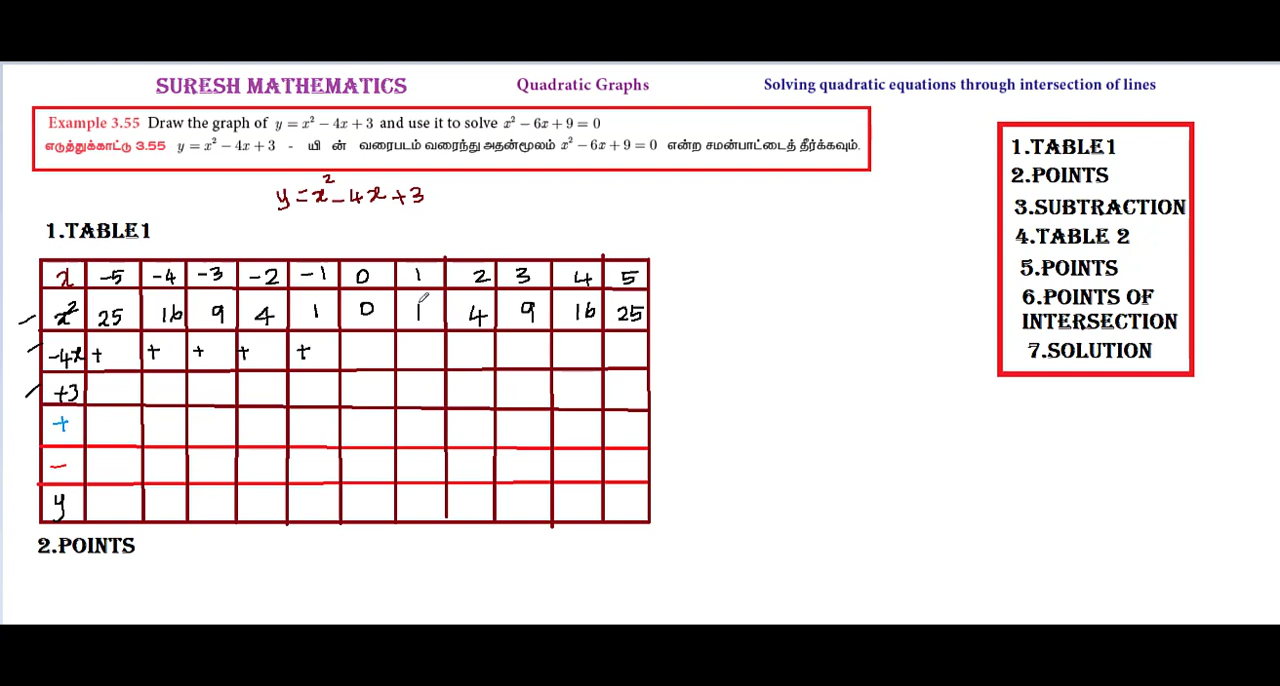 SURESH MATHEMATICS Quadratic Graphs Solving quadratic equations through intersection of lines
Example 3.55 Draw the graph of y = x² − 4x + 3 and use it to solve x² − 6x + 9 = 0
எடுத்துக்காட்டு 3.55 y = x² − 4x + 3 - யின் வரைபடம் வரைந்து அதன்மூலம் x² − 6x + 9 = 0 என்ற சமன்பாட்டைத் தீர்க்கவும்.
y = x² − 4x + 3
1.TABLE1
x −5 −4 −3 −2 −1 0 1 2 3 4 5
x² 25 16 9 4 1 0 1 4 9 16 25
−4x + + + + +
+3
+
−
y
2.POINTS
1.TABLE1
2.POINTS
3.SUBTRACTION
4.TABLE 2
5.POINTS
6.POINTS OF
INTERSECTION
7.SOLUTION